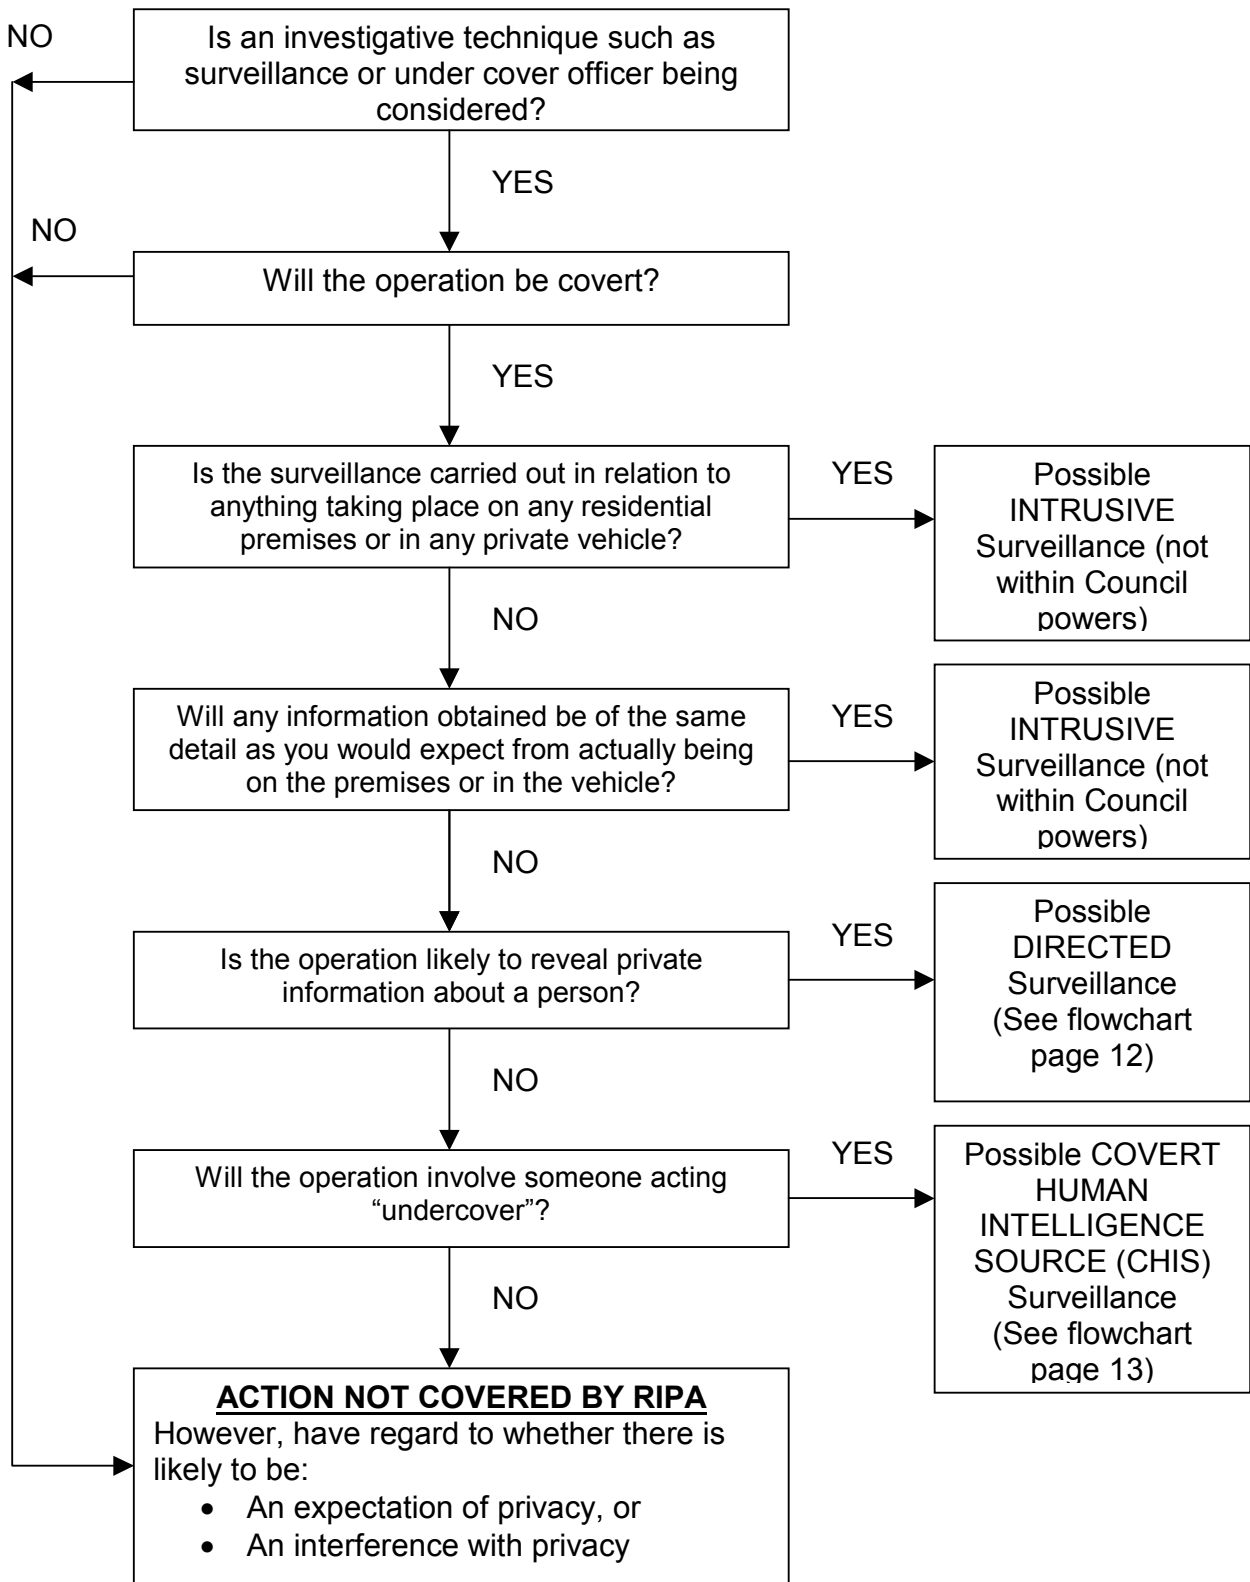 NO
Is an investigative technique such as
surveillance or under cover officer being
considered?
YES
NO
Will the operation be covert?
YES
Is the surveillance carried out in relation to
anything taking place on any residential
premises or in any private vehicle?
YES
Possible
INTRUSIVE
Surveillance (not
within Council
powers)
NO
Will any information obtained be of the same
detail as you would expect from actually being
on the premises or in the vehicle?
YES
Possible
INTRUSIVE
Surveillance (not
within Council
powers)
NO
Is the operation likely to reveal private
information about a person?
YES
Possible
DIRECTED
Surveillance
(See flowchart
page 12)
NO
Will the operation involve someone acting
“undercover”?
YES
Possible COVERT
HUMAN
INTELLIGENCE
SOURCE (CHIS)
Surveillance
(See flowchart
page 13)
NO
ACTION NOT COVERED BY RIPA
However, have regard to whether there is
likely to be:
• An expectation of privacy, or
• An interference with privacy